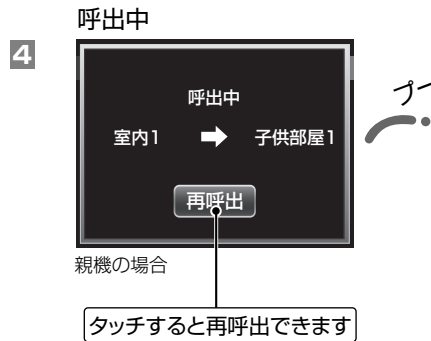 呼出中
4
呼出中
室内1 ➡ 子供部屋1
再呼出
親機の場合
タッチすると再呼出できます